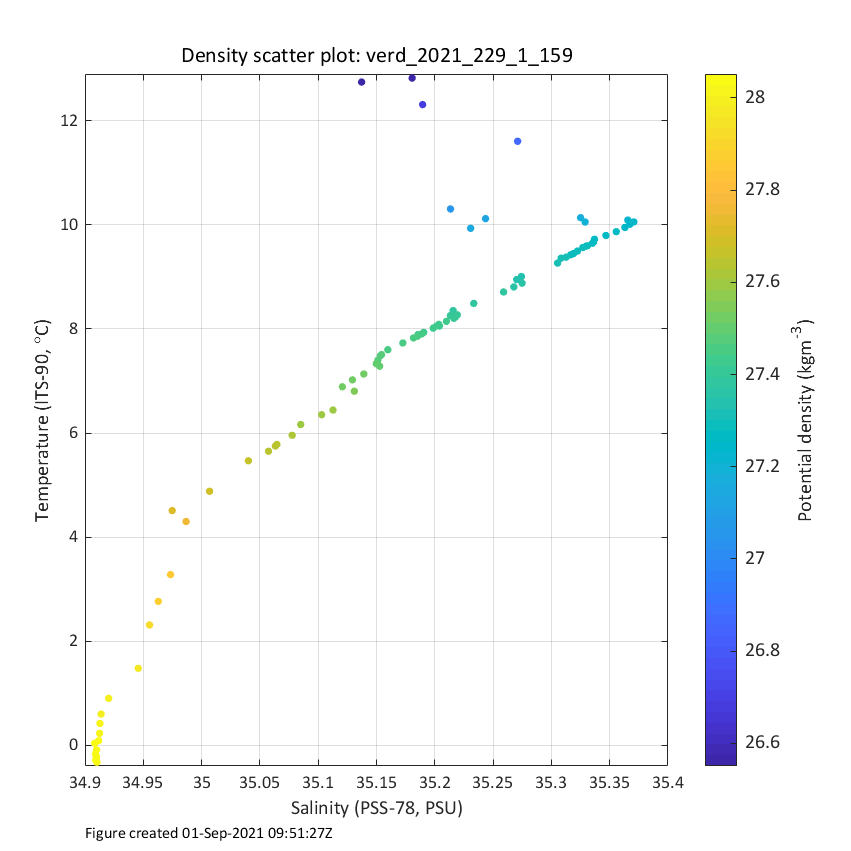 Density scatter plot: verd_2021_229_1_159
12
10
8
6
4
2
0
Temperature (ITS-90, °C)
34.9 34.95 35 35.05 35.1 35.15 35.2 35.25 35.3 35.35 35.4
Salinity (PSS-78, PSU)
28
27.8
27.6
27.4
27.2
27
26.8
26.6
Potential density (kgm-3)
Figure created 01-Sep-2021 09:51:27Z